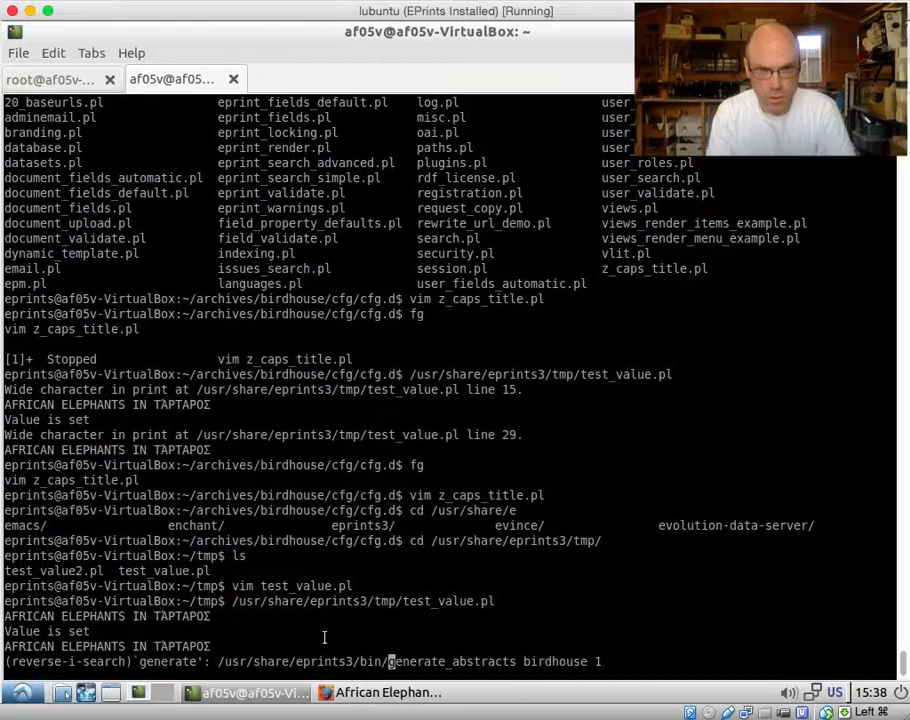 lubuntu (EPrints Installed) [Running]
af05v@af05v-VirtualBox: ~
File Edit Tabs Help
root@af05v-... af05v@af05...
20_baseurls.pl eprint_fields_default.pl log.pl user_
adminemail.pl eprint_fields.pl misc.pl user_
branding.pl eprint_locking.pl oai.pl user_
database.pl eprint_render.pl paths.pl user_
datasets.pl eprint_search_advanced.pl plugins.pl user_roles.pl
document_fields_automatic.pl eprint_search_simple.pl rdf_license.pl user_search.pl
document_fields_default.pl eprint_validate.pl registration.pl user_validate.pl
document_fields.pl eprint_warnings.pl request_copy.pl views.pl
document_upload.pl field_property_defaults.pl rewrite_url_demo.pl views_render_items_example.pl
document_validate.pl field_validate.pl search.pl views_render_menu_example.pl
dynamic_template.pl indexing.pl security.pl vlit.pl
email.pl issues_search.pl session.pl z_caps_title.pl
epm.pl languages.pl user_fields_automatic.pl
eprints@af05v-VirtualBox:~/archives/birdhouse/cfg/cfg.d$ vim z_caps_title.pl
eprints@af05v-VirtualBox:~/archives/birdhouse/cfg/cfg.d$ fg
vim z_caps_title.pl
[1]+ Stopped vim z_caps_title.pl
eprints@af05v-VirtualBox:~/archives/birdhouse/cfg/cfg.d$ /usr/share/eprints3/tmp/test_value.pl
Wide character in print at /usr/share/eprints3/tmp/test_value.pl line 15.
AFRICAN ELEPHANTS IN ΤΆΡΤΑΡΟΣ
Value is set
Wide character in print at /usr/share/eprints3/tmp/test_value.pl line 29.
AFRICAN ELEPHANTS IN ΤΆΡΤΑΡΟΣ
eprints@af05v-VirtualBox:~/archives/birdhouse/cfg/cfg.d$ fg
vim z_caps_title.pl
eprints@af05v-VirtualBox:~/archives/birdhouse/cfg/cfg.d$ vim z_caps_title.pl
eprints@af05v-VirtualBox:~/archives/birdhouse/cfg/cfg.d$ cd /usr/share/e
emacs/ enchant/ eprints3/ evince/ evolution-data-server/
eprints@af05v-VirtualBox:~/archives/birdhouse/cfg/cfg.d$ cd /usr/share/eprints3/tmp/
eprints@af05v-VirtualBox:~/tmp$ ls
test_value2.pl test_value.pl
eprints@af05v-VirtualBox:~/tmp$ vim test_value.pl
eprints@af05v-VirtualBox:~/tmp$ /usr/share/eprints3/tmp/test_value.pl
AFRICAN ELEPHANTS IN ΤΆΡΤΑΡΟΣ
Value is set
AFRICAN ELEPHANTS IN ΤΆΡΤΑΡΟΣ
(reverse-i-search)`generate': /usr/share/eprints3/bin/generate_abstracts birdhouse 1
af05v@af05v-VirtualBox... African Elephan... US 15:38
Left ⌘